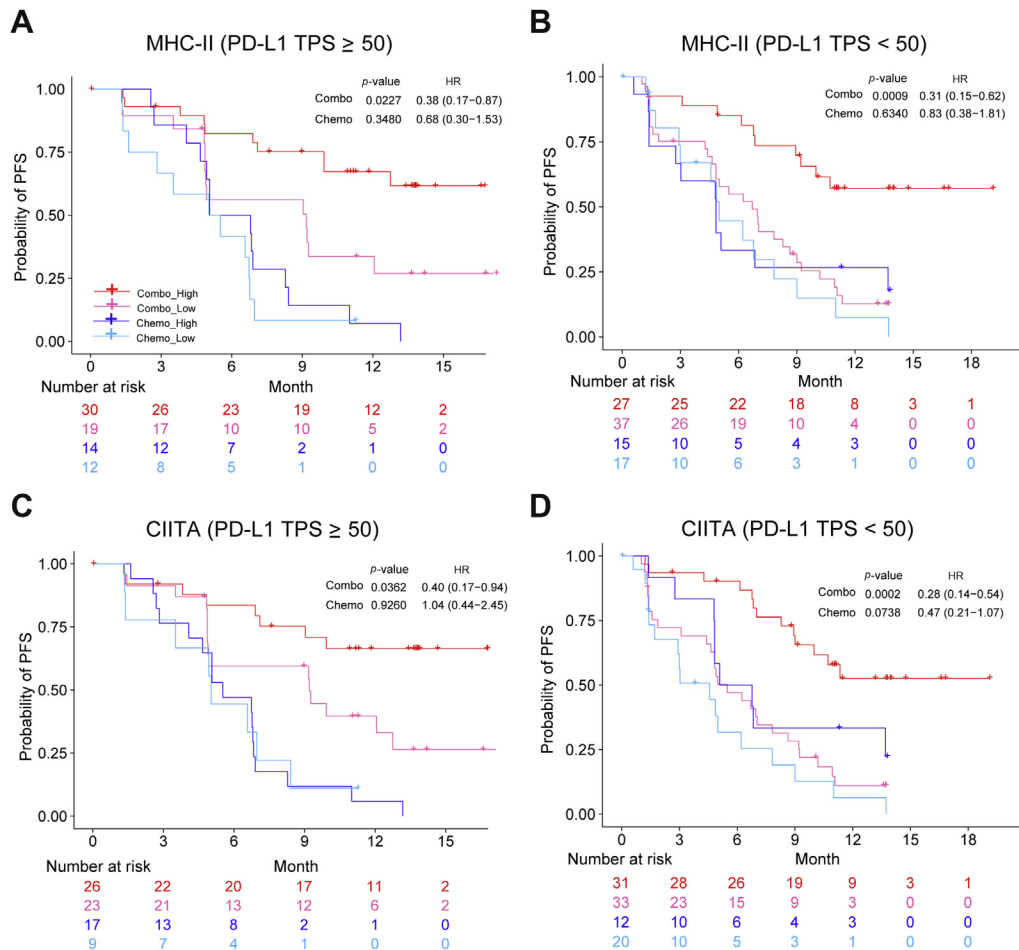 A
MHC-II (PD-L1 TPS ≥ 50)
p-value HR
Combo 0.0227 0.38 (0.17−0.87)
Chemo 0.3480 0.68 (0.30−1.53)
Probability of PFS
1.00
0.75
0.50
0.25
0.00
Combo_High
Combo_Low
Chemo_High
Chemo_Low
0 3 6 9 12 15
Number at risk Month
30 26 23 19 12 2
19 17 10 10 5 2
14 12 7 2 1 0
12 8 5 1 0 0
B
MHC-II (PD-L1 TPS < 50)
p-value HR
Combo 0.0009 0.31 (0.15−0.62)
Chemo 0.6340 0.83 (0.38−1.81)
Probability of PFS
1.00
0.75
0.50
0.25
0.00
0 3 6 9 12 15 18
Number at risk Month
27 25 22 18 8 3 1
37 26 19 10 4 0 0
15 10 5 4 3 0 0
17 10 6 3 1 0 0
C
CIITA (PD-L1 TPS ≥ 50)
p-value HR
Combo 0.0362 0.40 (0.17−0.94)
Chemo 0.9260 1.04 (0.44−2.45)
Probability of PFS
1.00
0.75
0.50
0.25
0.00
0 3 6 9 12 15
Number at risk Month
26 22 20 17 11 2
23 21 13 12 6 2
17 13 8 2 1 0
9 7 4 1 0 0
D
CIITA (PD-L1 TPS < 50)
p-value HR
Combo 0.0002 0.28 (0.14−0.54)
Chemo 0.0738 0.47 (0.21−1.07)
Probability of PFS
1.00
0.75
0.50
0.25
0.00
0 3 6 9 12 15 18
Number at risk Month
31 28 26 19 9 3 1
33 23 15 9 3 0 0
12 10 6 4 3 0 0
20 10 5 3 1 0 0